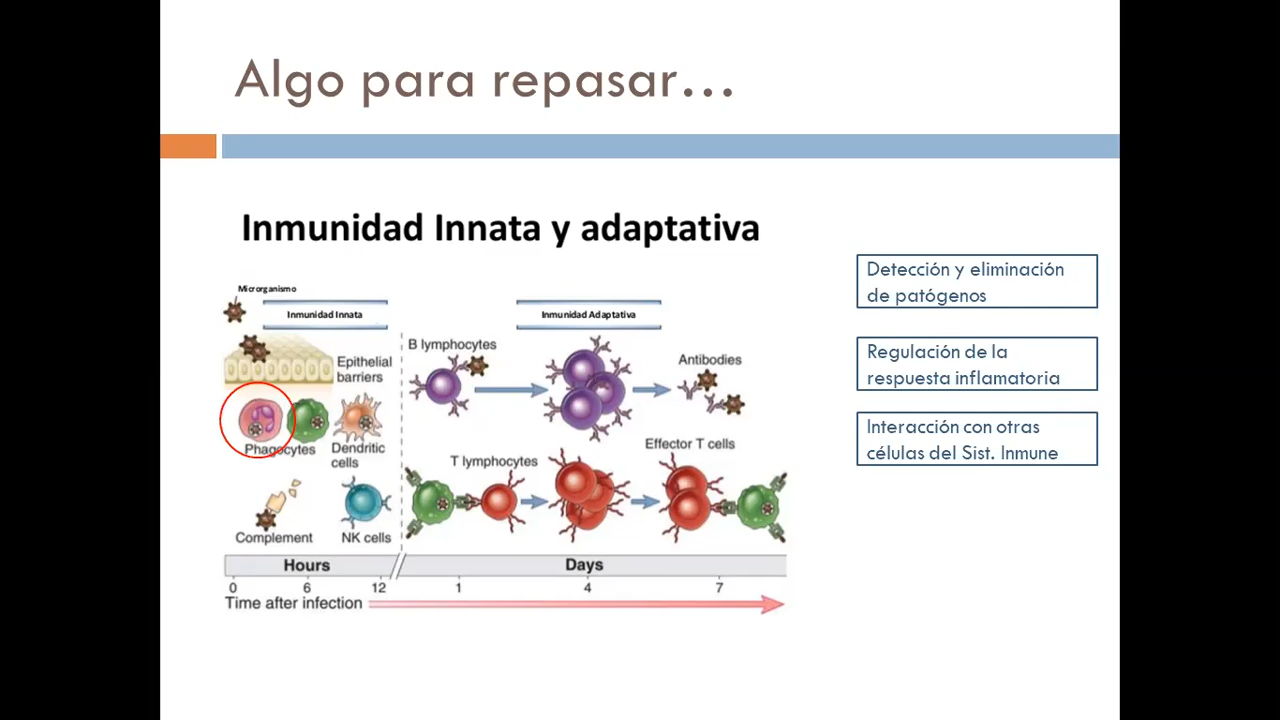 Algo para repasar...
Inmunidad Innata y adaptativa
Microrganismo
Inmunidad Innata
Inmunidad Adaptativa
Epithelial
barriers
Phagocytes
Dendritic
cells
Complement
NK cells
B lymphocytes
Antibodies
T lymphocytes
Effector T cells
Hours
Days
0 6 12 1 4 7
Time after infection
Detección y eliminación
de patógenos
Regulación de la
respuesta inflamatoria
Interacción con otras
células del Sist. Inmune